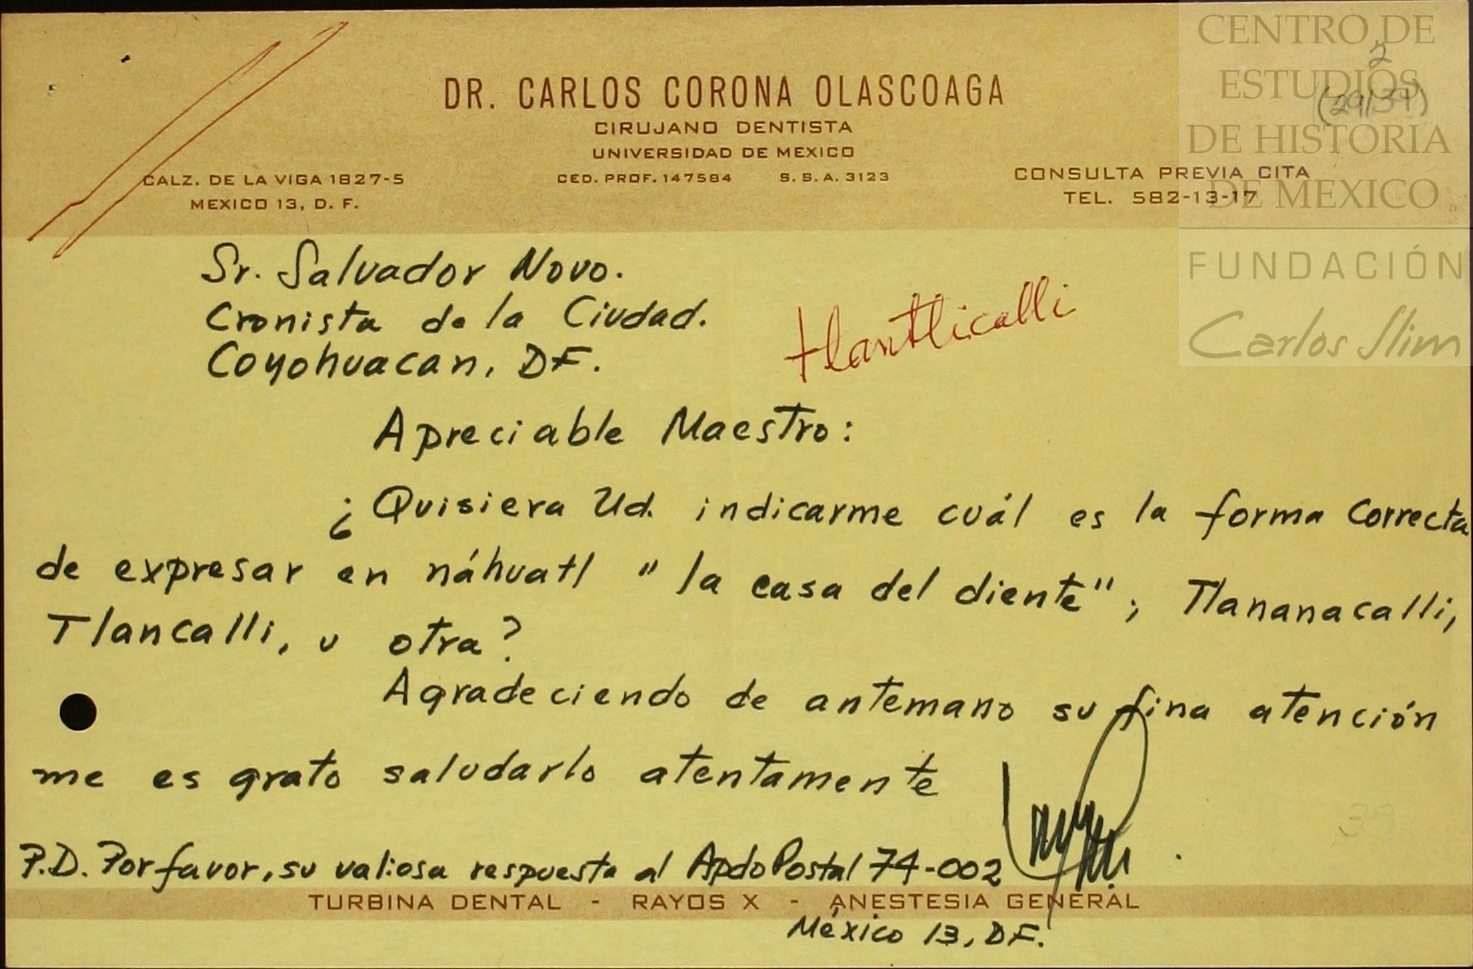 DR. CARLOS CORONA OLASCOAGA
CIRUJANO DENTISTA
UNIVERSIDAD DE MEXICO
CED. PROF. 147584 S. S. A. 3123
CALZ. DE LA VIGA 1827-5
MEXICO 13, D. F.
CONSULTA PREVIA CITA
TEL. 582-13-17
CENTRO DE
ESTUDIOS
DE HISTORIA
DE MEXICO
FUNDACIÓN
Carlos Slim
2
Sr. Salvador Novo.
Cronista de la Ciudad.
Coyohuacan, DF.
tlantlicalli
Apreciable Maestro:
¿Quisiera Ud. indicarme cuál es la forma correcta
de expresar en náhuatl "la casa del diente"; Tlananacalli,
Tlancalli, u otra?
Agradeciendo de antemano su fina atención
me es grato saludarlo atentamente
P.D. Por favor, su valiosa respuesta al Apdo Postal 74-002
TURBINA DENTAL - RAYOS X - ANESTESIA GENERAL
México 13, DF.